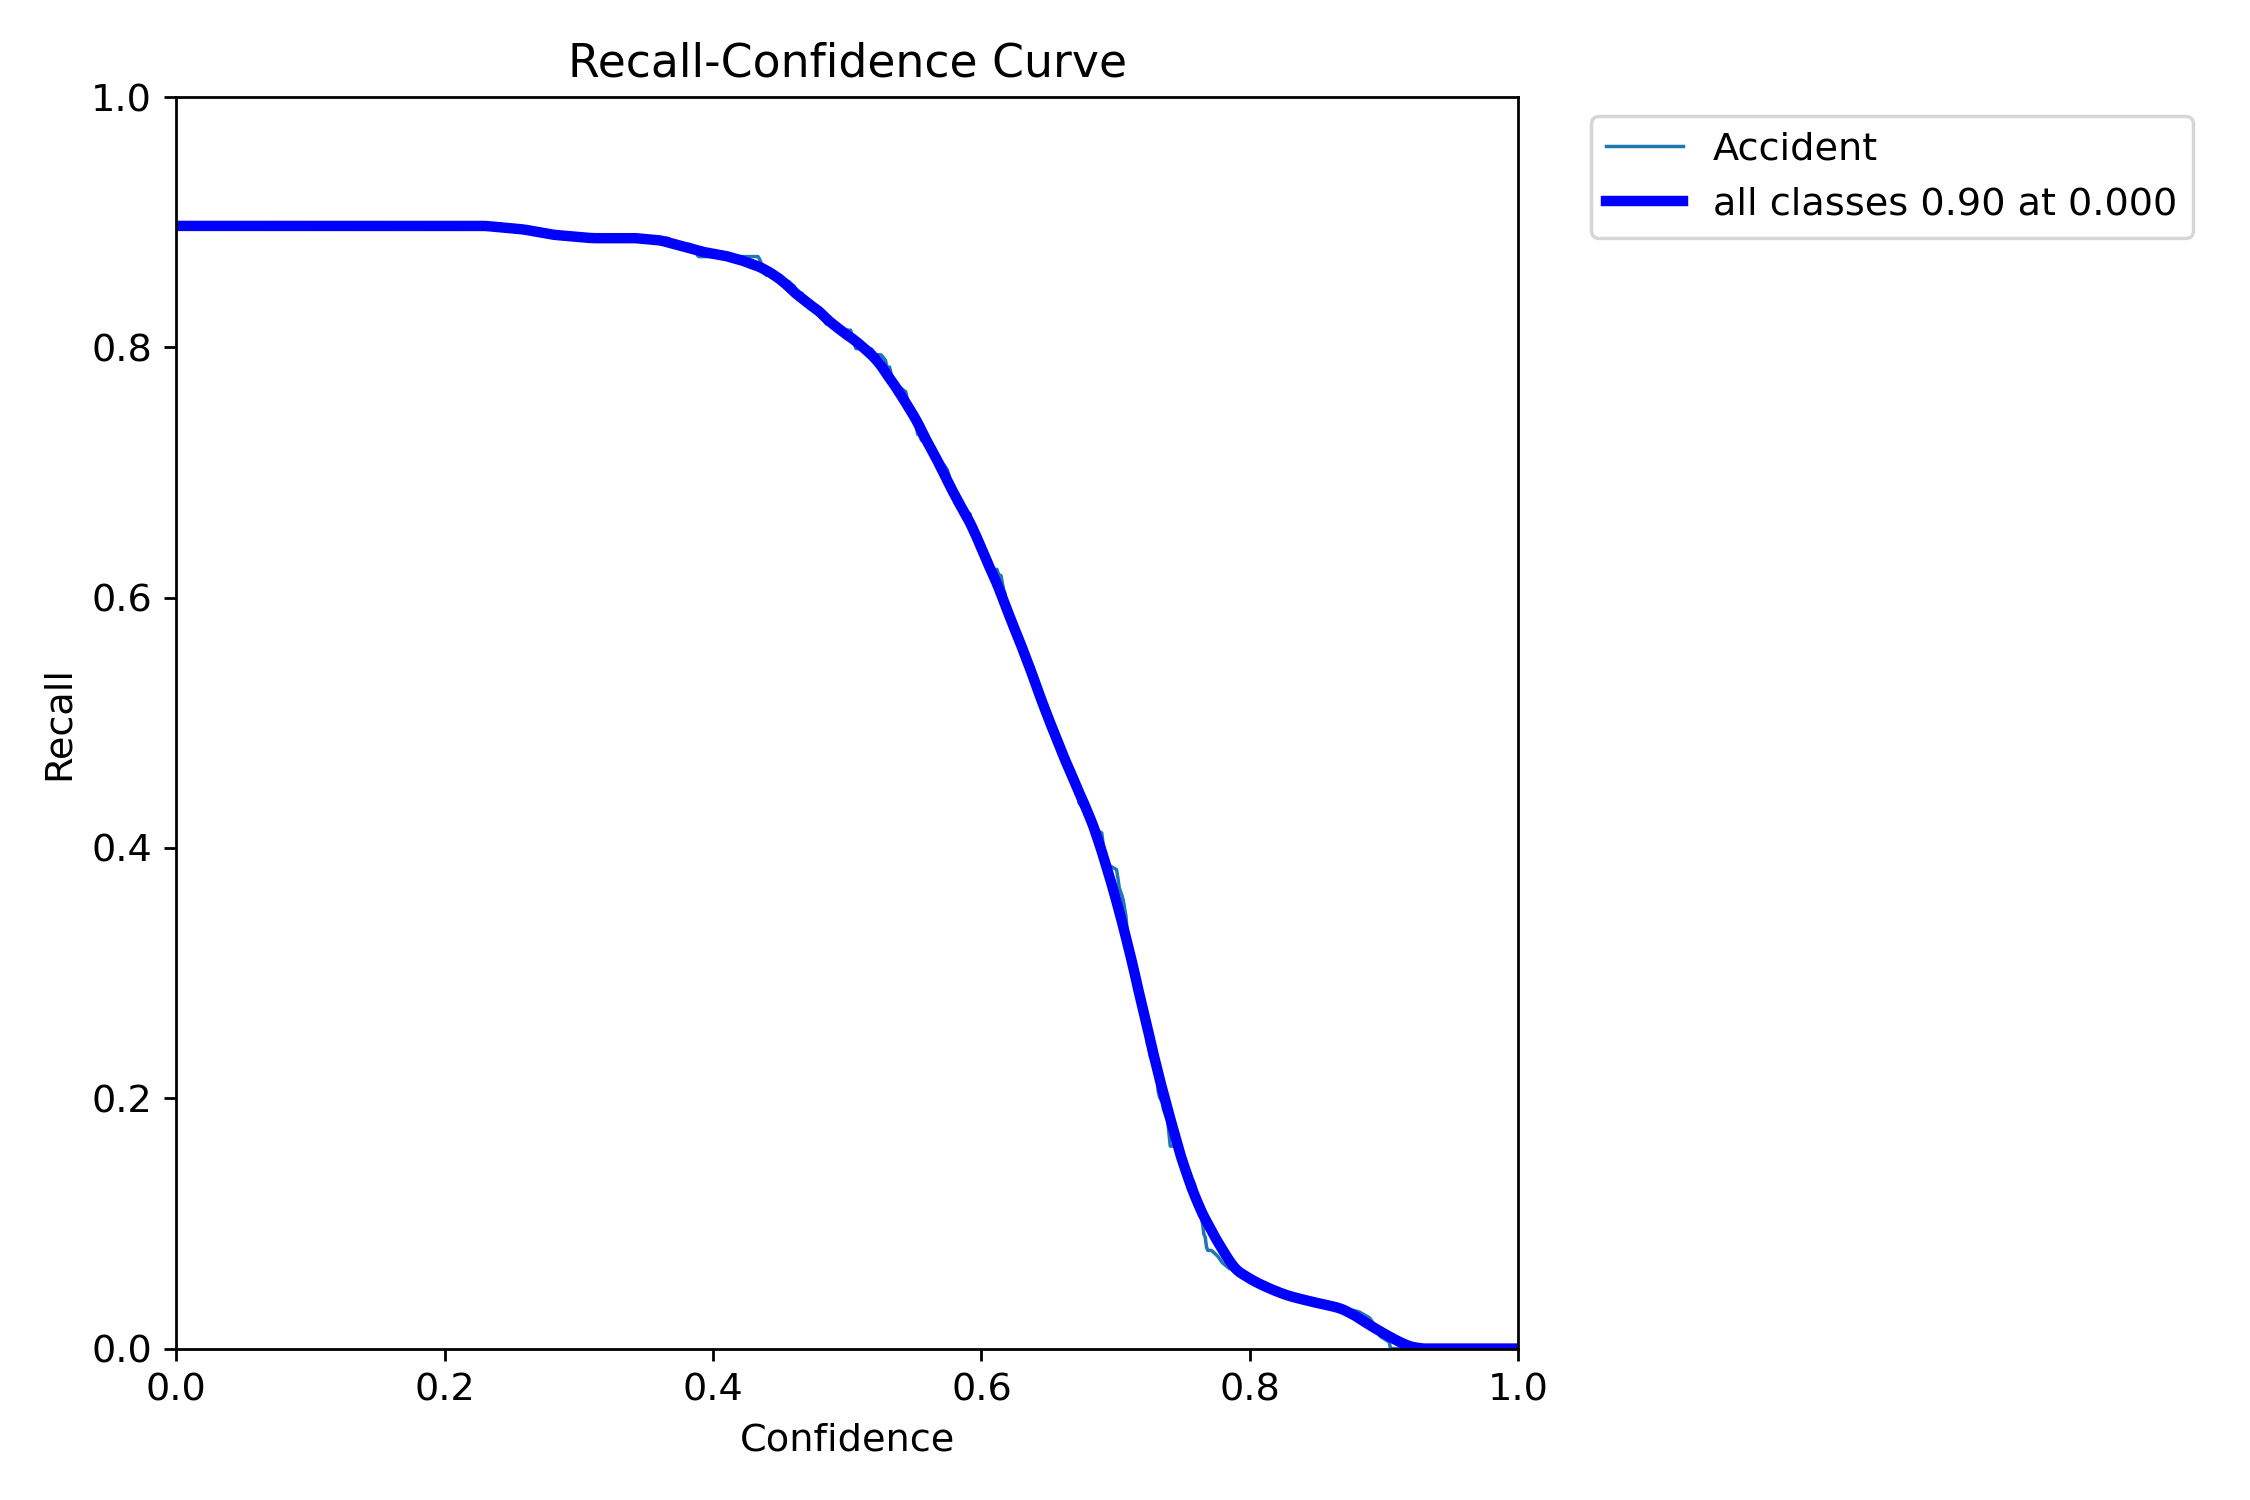 Recall-Confidence Curve
1.0
0.8
0.6
0.4
0.2
0.0
Recall
0.0 0.2 0.4 0.6 0.8 1.0
Confidence
Accident
all classes 0.90 at 0.000